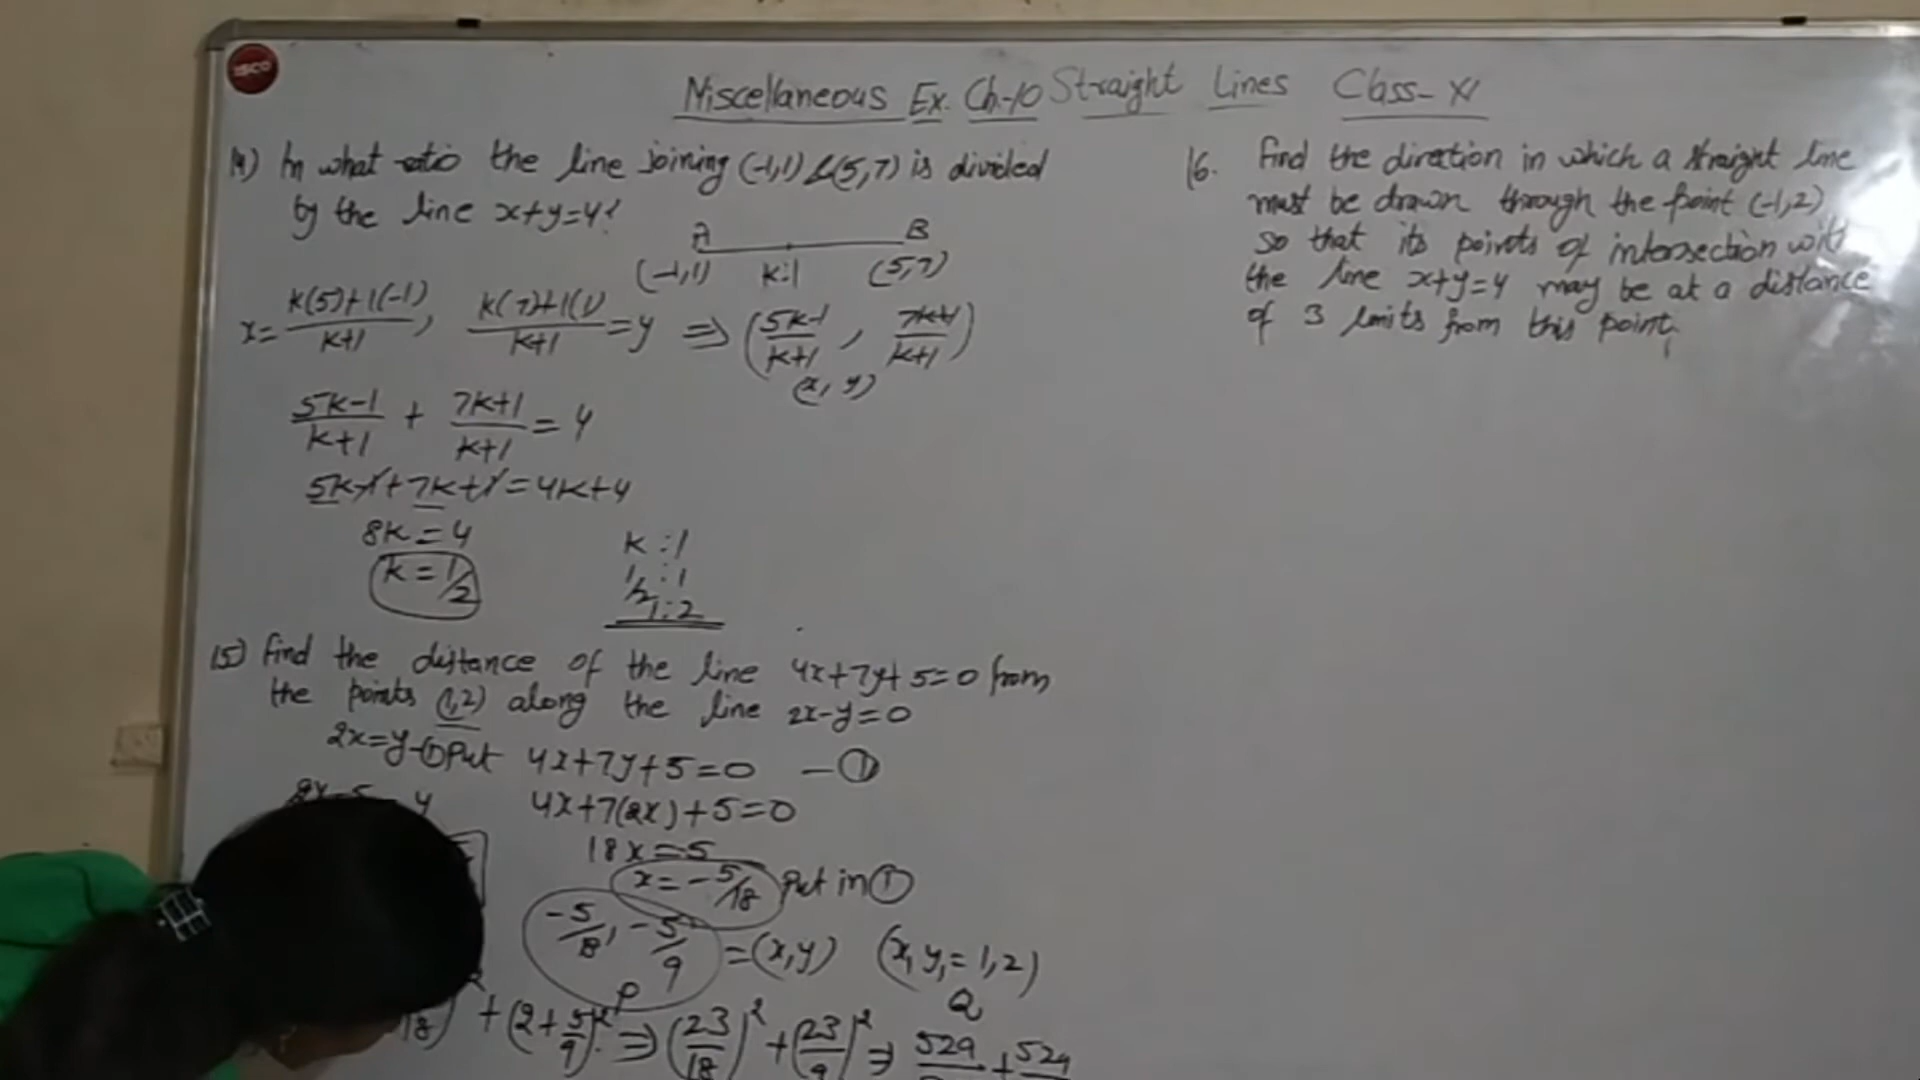 ISCO
Miscellaneous Ex. Ch-10 Straight Lines Class-XI
14) In what ratio the line joining (-1,1) & (5,7) is divided
by the line x+y=4?
A B
(-1,1) k:1 (5,7)
x= k(5)+1(-1)/k+1, k(7)+1(1)/k+1 =y ⇒ (5k-1/k+1, 7k+1/k+1)
(x, y)
5k-1/k+1 + 7k+1/k+1 = 4
5k-1+7k+1=4k+4
8k=4
k=1/2
k:1
1/2:1
1:2
15) Find the distance of the line 4x+7y+5=0 from
the points (1,2) along the line 2x-y=0
2x=y-① Put 4x+7y+5=0 -①
4x+7(2x)+5=0
18x=5
x=-5/18 Put in ①
-5/8, -5/9 =(x,y) (x, y,= 1,2)
P Q
+(2+5/9)² ⇒ (23/18)²+(23/9)² ⇒ 529 + 529
16. Find the direction in which a straight line
must be drawn through the point (-1,2)
so that its points of intersection with
the line x+y=4 may be at a distance
of 3 units from this point.